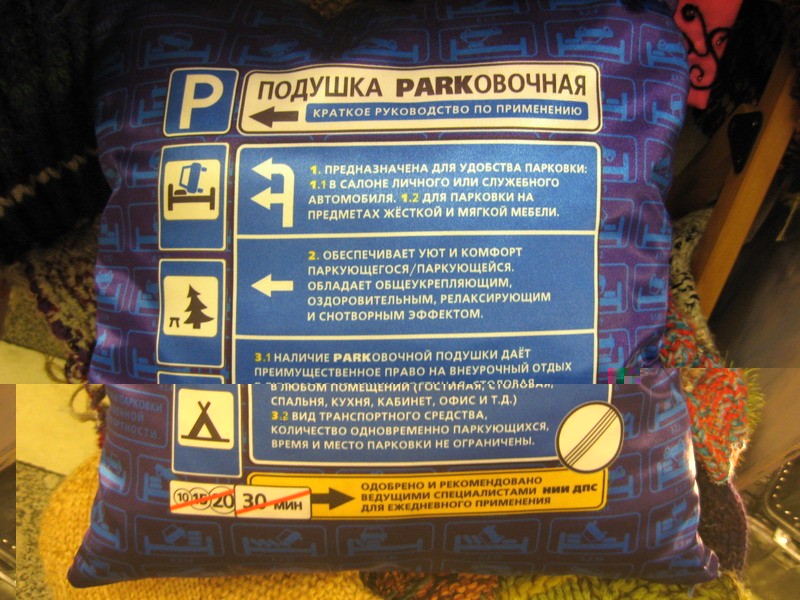 P
ПОДУШКА PARKОВОЧНАЯ
КРАТКОЕ РУКОВОДСТВО ПО ПРИМЕНЕНИЮ
1. ПРЕДНАЗНАЧЕНА ДЛЯ УДОБСТВА ПАРКОВКИ:
1.1 В САЛОНЕ ЛИЧНОГО ИЛИ СЛУЖЕБНОГО
АВТОМОБИЛЯ. 1.2 ДЛЯ ПАРКОВКИ НА
ПРЕДМЕТАХ ЖЁСТКОЙ И МЯГКОЙ МЕБЕЛИ.
2. ОБЕСПЕЧИВАЕТ УЮТ И КОМФОРТ
ПАРКУЮЩЕГОСЯ/ПАРКУЮЩЕЙСЯ.
ОБЛАДАЕТ ОБЩЕУКРЕПЛЯЮЩИМ,
ОЗДОРОВИТЕЛЬНЫМ, РЕЛАКСИРУЮЩИМ
И СНОТВОРНЫМ ЭФФЕКТОМ.
π
3.1 НАЛИЧИЕ PARKОВОЧНОЙ ПОДУШКИ ДАЁТ
ПРЕИМУЩЕСТВЕННОЕ ПРАВО НА ВНЕУРОЧНЫЙ ОТДЫХ
В ЛЮБОМ ПОМЕЩЕНИИ (ГОСТИНАЯ, СТОЛОВАЯ,
СПАЛЬНЯ, КУХНЯ, КАБИНЕТ, ОФИС И Т.Д.)
3.2 ВИД ТРАНСПОРТНОГО СРЕДСТВА,
КОЛИЧЕСТВО ОДНОВРЕМЕННО ПАРКУЮЩИХСЯ,
ВРЕМЯ И МЕСТО ПАРКОВКИ НЕ ОГРАНИЧЕНЫ.
10 15 20 30 МИН
ОДОБРЕНО И РЕКОМЕНДОВАНО
ВЕДУЩИМИ СПЕЦИАЛИСТАМИ НИИ ДПС
ДЛЯ ЕЖЕДНЕВНОГО ПРИМЕНЕНИЯ